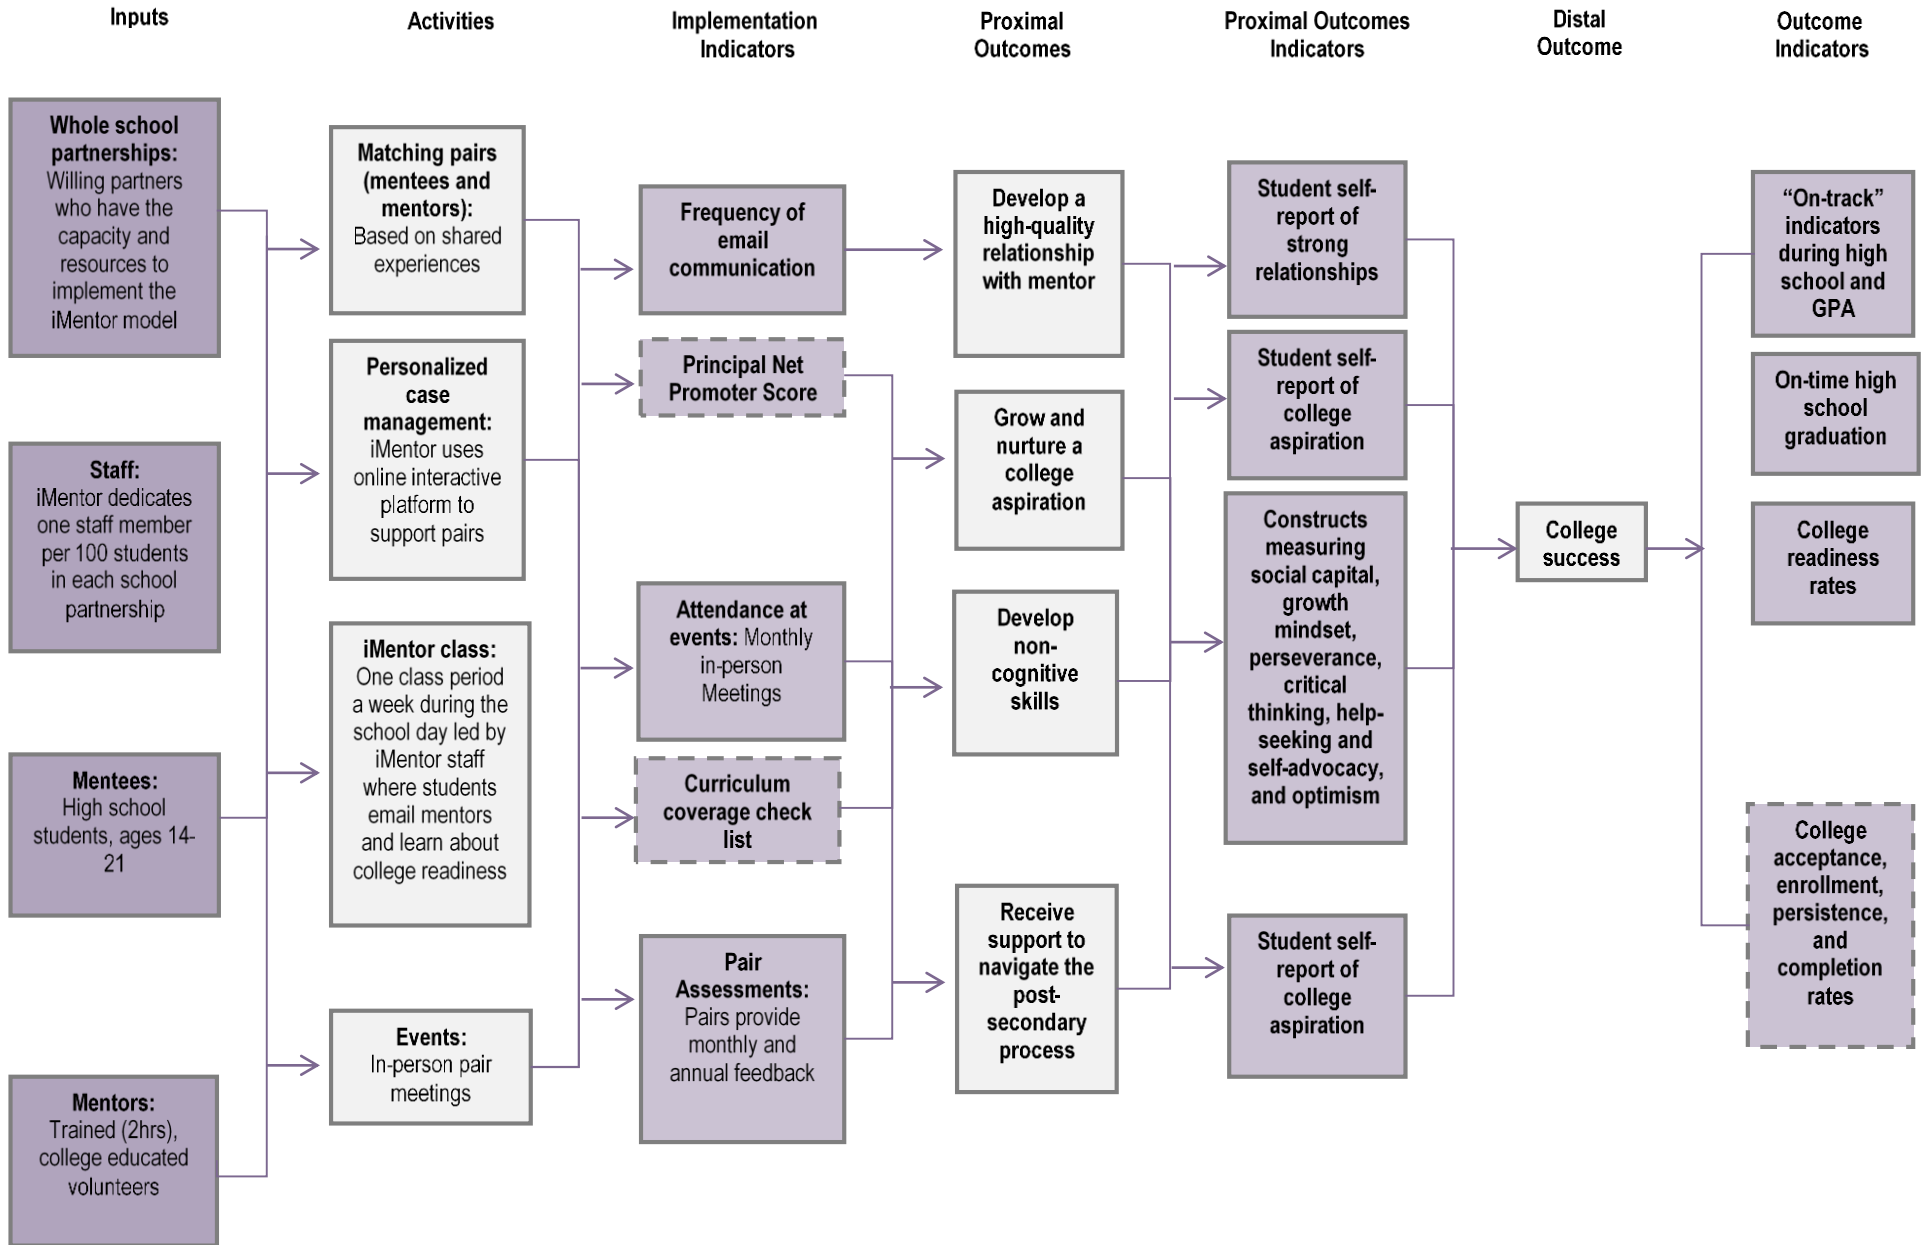 Inputs
Activities
Implementation
Indicators
Proximal
Outcomes
Proximal Outcomes
Indicators
Distal
Outcome
Outcome
Indicators
Whole school
partnerships:
Willing partners
who have the
capacity and
resources to
implement the
iMentor model
Staff:
iMentor dedicates
one staff member
per 100 students
in each school
partnership
Mentees:
High school
students, ages 14-
21
Mentors:
Trained (2hrs),
college educated
volunteers
Matching pairs
(mentees and
mentors):
Based on shared
experiences
Personalized
case
management:
iMentor uses
online interactive
platform to
support pairs
iMentor class:
One class period
a week during the
school day led by
iMentor staff
where students
email mentors
and learn about
college readiness
Events:
In-person pair
meetings
Frequency of
email
communication
Principal Net
Promoter Score
Attendance at
events: Monthly
in-person
Meetings
Curriculum
coverage check
list
Pair
Assessments:
Pairs provide
monthly and
annual feedback
Develop a
high-quality
relationship
with mentor
Grow and
nurture a
college
aspiration
Develop
non-
cognitive
skills
Receive
support to
navigate the
post-
secondary
process
Student self-
report of
strong
relationships
Student self-
report of
college
aspiration
Constructs
measuring
social capital,
growth
mindset,
perseverance,
critical
thinking, help-
seeking and
self-advocacy,
and optimism
Student self-
report of
college
aspiration
College
success
“On-track”
indicators
during high
school and
GPA
On-time high
school
graduation
College
readiness
rates
College
acceptance,
enrollment,
persistence,
and
completion
rates